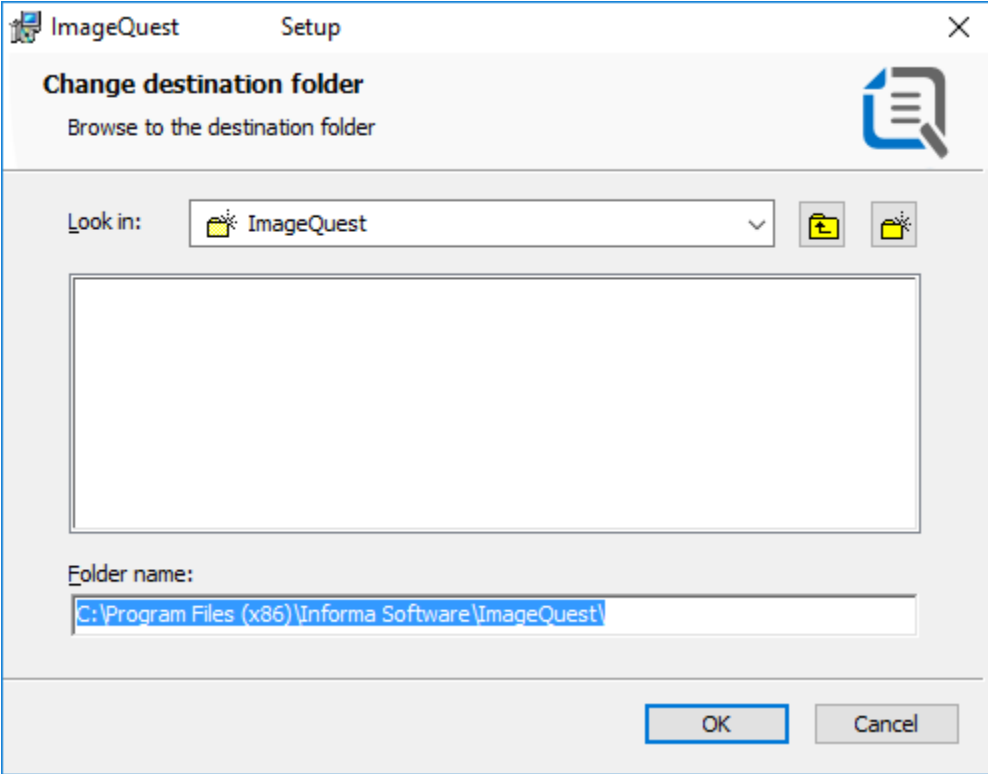 ImageQuest Setup
Change destination folder
Browse to the destination folder
Look in: ImageQuest
Folder name:
C:\Program Files (x86)\Informa Software\ImageQuest\
OK Cancel